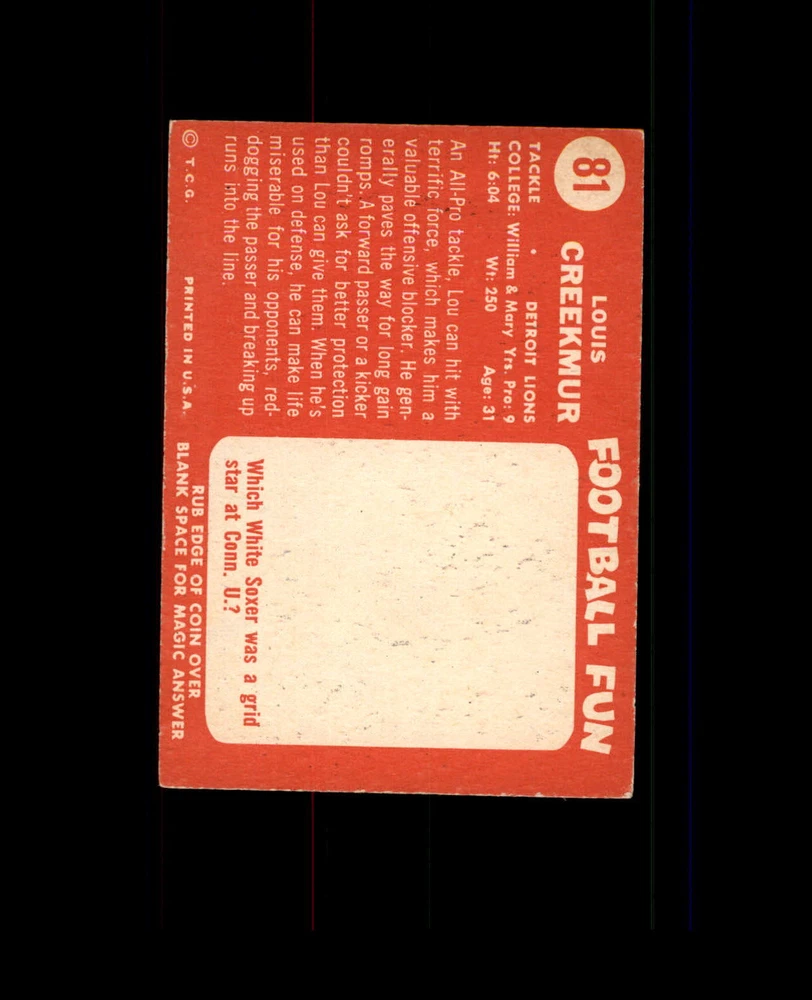 81
LOUIS
CREEKMUR
TACKLE • DETROIT LIONS
COLLEGE: William & Mary Yrs. Pro: 9
Ht: 6:04 Wt: 250 Age: 31
An All-Pro tackle, Lou can hit with
terrific force, which makes him a
valuable offensive blocker. He gen-
erally paves the way for long gain
romps. A forward passer or a kicker
couldn't ask for better protection
than Lou can give them. When he's
used on defense, he can make life
miserable for his opponents, red-
dogging the passer and breaking up
runs into the line.
© T.C.G. PRINTED IN U.S.A.
FOOTBALL FUN
Which White Soxer was a grid
star at Conn. U.?
RUB EDGE OF COIN OVER
BLANK SPACE FOR MAGIC ANSWER